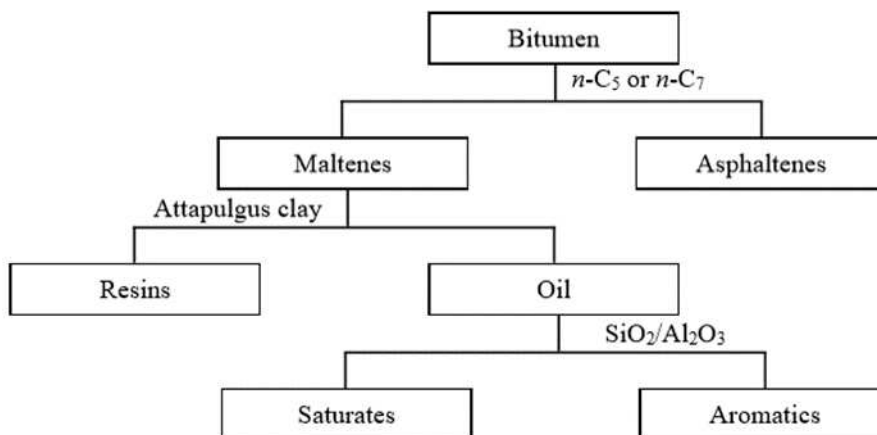 Bitumen
n-C₅ or n-C₇
Maltenes
Asphaltenes
Attapulgus clay
Resins
Oil
SiO₂/Al₂O₃
Saturates
Aromatics